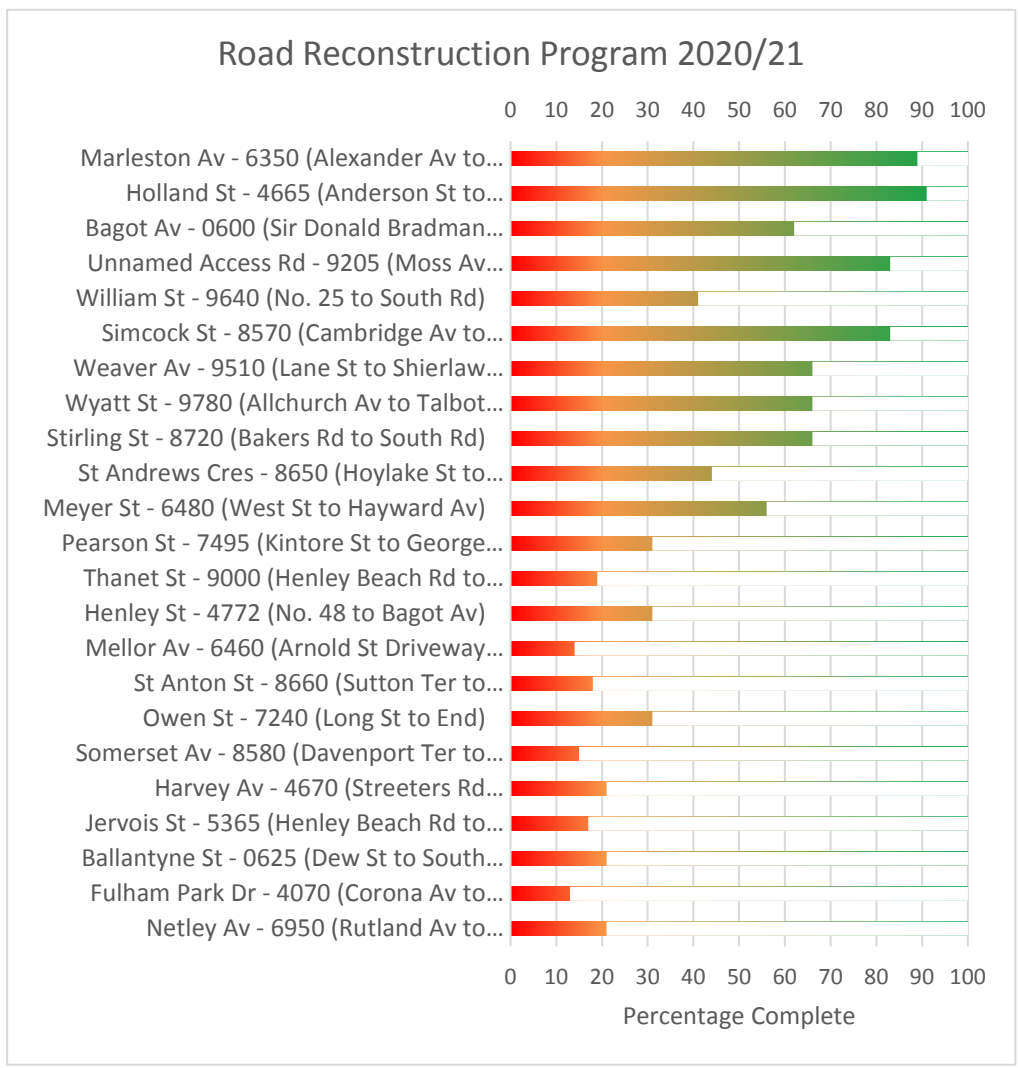 Road Reconstruction Program 2020/21
0 10 20 30 40 50 60 70 80 90 100
Marleston Av - 6350 (Alexander Av to...
Holland St - 4665 (Anderson St to...
Bagot Av - 0600 (Sir Donald Bradman...
Unnamed Access Rd - 9205 (Moss Av...
William St - 9640 (No. 25 to South Rd)
Simcock St - 8570 (Cambridge Av to...
Weaver Av - 9510 (Lane St to Shierlaw...
Wyatt St - 9780 (Allchurch Av to Talbot...
Stirling St - 8720 (Bakers Rd to South Rd)
St Andrews Cres - 8650 (Hoylake St to...
Meyer St - 6480 (West St to Hayward Av)
Pearson St - 7495 (Kintore St to George...
Thanet St - 9000 (Henley Beach Rd to...
Henley St - 4772 (No. 48 to Bagot Av)
Mellor Av - 6460 (Arnold St Driveway...
St Anton St - 8660 (Sutton Ter to...
Owen St - 7240 (Long St to End)
Somerset Av - 8580 (Davenport Ter to...
Harvey Av - 4670 (Streeters Rd...
Jervois St - 5365 (Henley Beach Rd to...
Ballantyne St - 0625 (Dew St to South...
Fulham Park Dr - 4070 (Corona Av to...
Netley Av - 6950 (Rutland Av to...
0 10 20 30 40 50 60 70 80 90 100
Percentage Complete